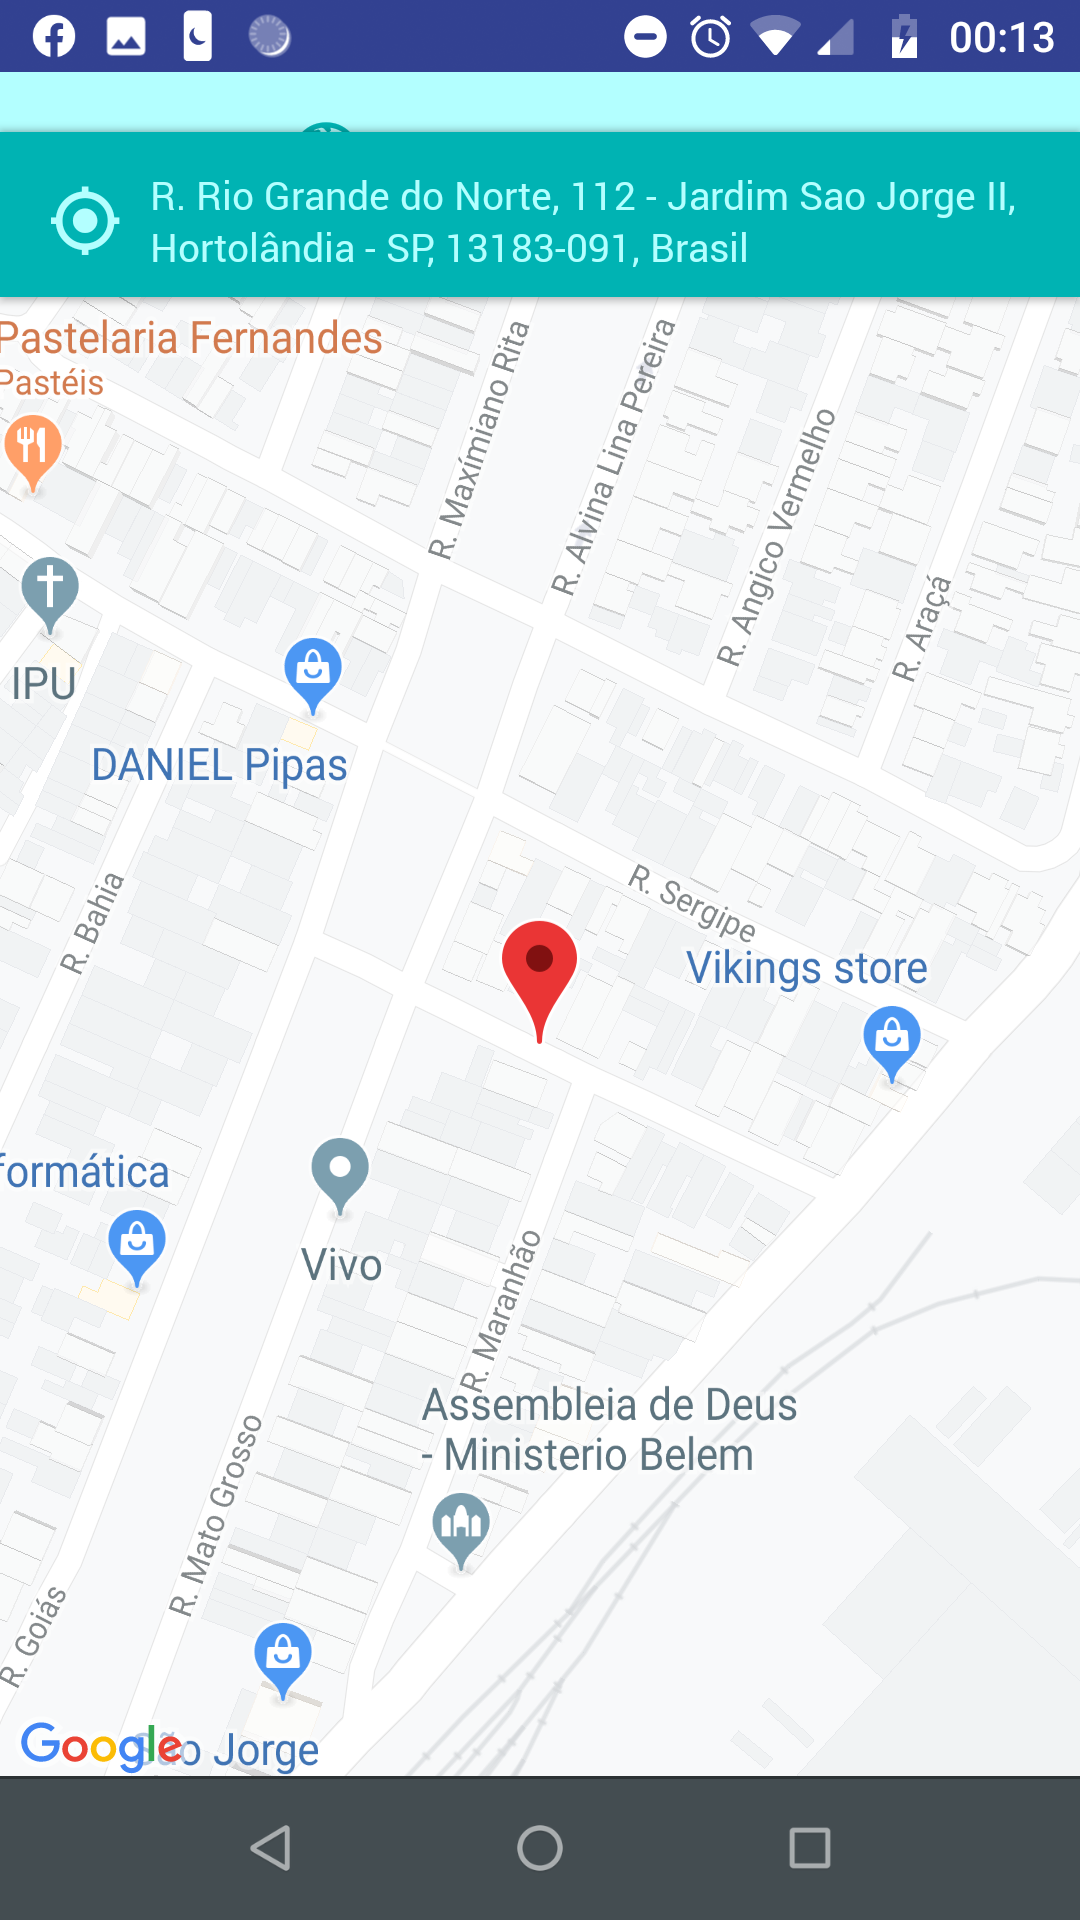 00:13
R. Rio Grande do Norte, 112 - Jardim Sao Jorge II,
Hortolândia - SP, 13183-091, Brasil
Pastelaria Fernandes
Pastéis
R. Maxímiano Rita
R. Alvina Lina Pereira
R. Angico Vermelho
R. Araçá
IPU
DANIEL Pipas
R. Bahia
R. Sergipe
Vikings store
formática
Vivo
R. Maranhão
Assembleia de Deus
- Ministerio Belem
R. Mato Grosso
R. Goiás
São Jorge
Google